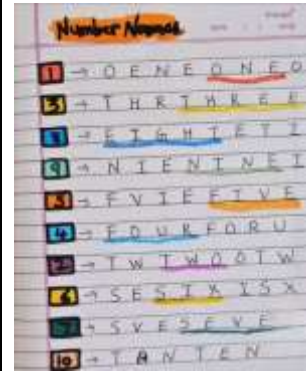 Number Names
1 → O E N E O N E O
3 → T H R T H R E E
8 → E I G H T E T I
9 → N I E N I N E I
5 → F V I E F I V E
4 → F O U R F O R U
2 → T W T W O O T W
6 → S E S I X I S X
7 → S V E S E V E
10 → T A N T E N